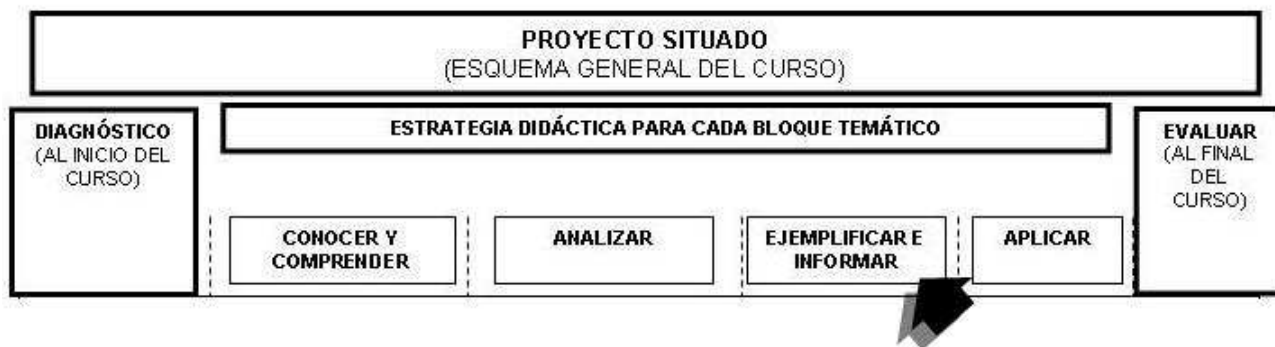 PROYECTO SITUADO
(ESQUEMA GENERAL DEL CURSO)
DIAGNÓSTICO
(AL INICIO DEL
CURSO)
ESTRATEGIA DIDÁCTICA PARA CADA BLOQUE TEMÁTICO
CONOCER Y
COMPRENDER
ANALIZAR
EJEMPLIFICAR E
INFORMAR
APLICAR
EVALUAR
(AL FINAL
DEL
CURSO)